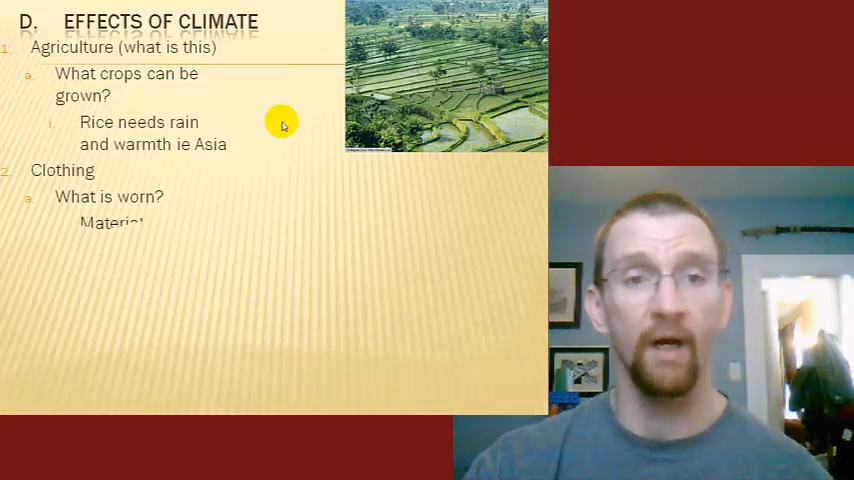 D. EFFECTS OF CLIMATE
1. Agriculture (what is this)
a. What crops can be
grown?
i. Rice needs rain
and warmth ie Asia
2. Clothing
a. What is worn?
Material